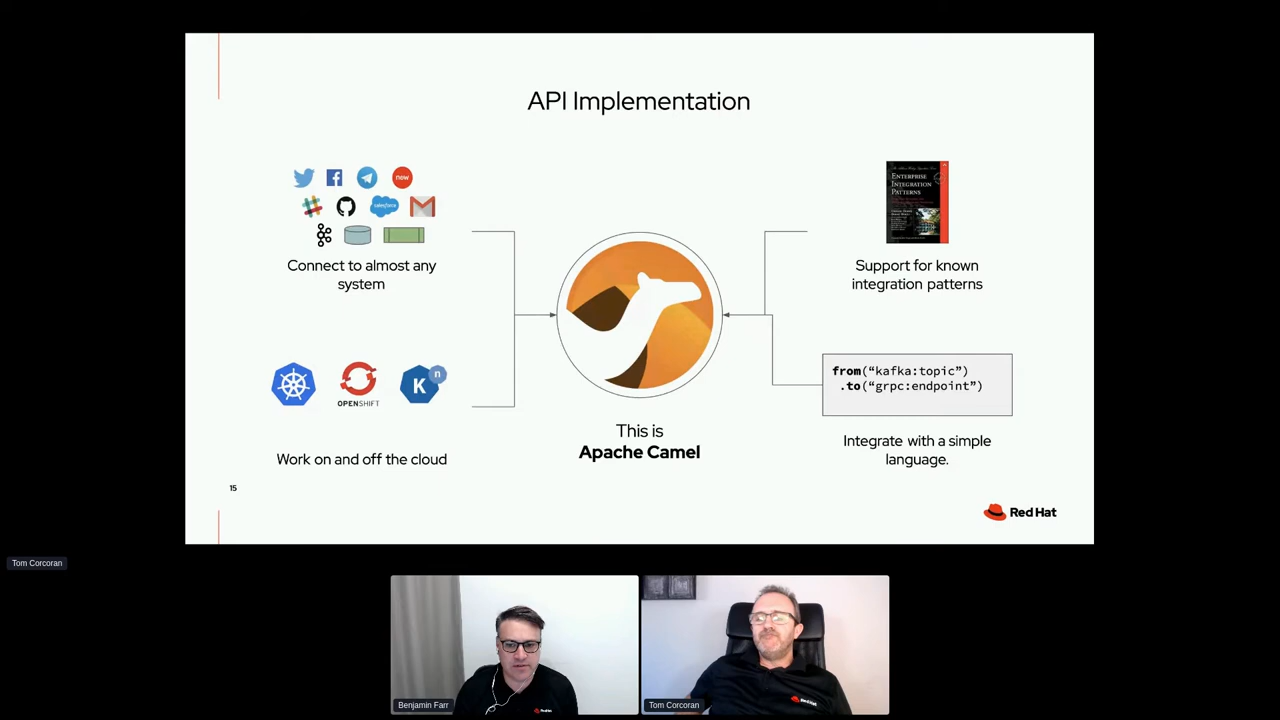 API Implementation
now
salesforce
Connect to almost any
system
ENTERPRISE
INTEGRATION
PATTERNS
Support for known
integration patterns
OPENSHIFT
K
n
from(“kafka:topic”)
.to(“grpc:endpoint”)
This is
Apache Camel
Work on and off the cloud
Integrate with a simple
language.
15
Red Hat
Tom Corcoran
Benjamin Farr
Tom Corcoran
Red Hat